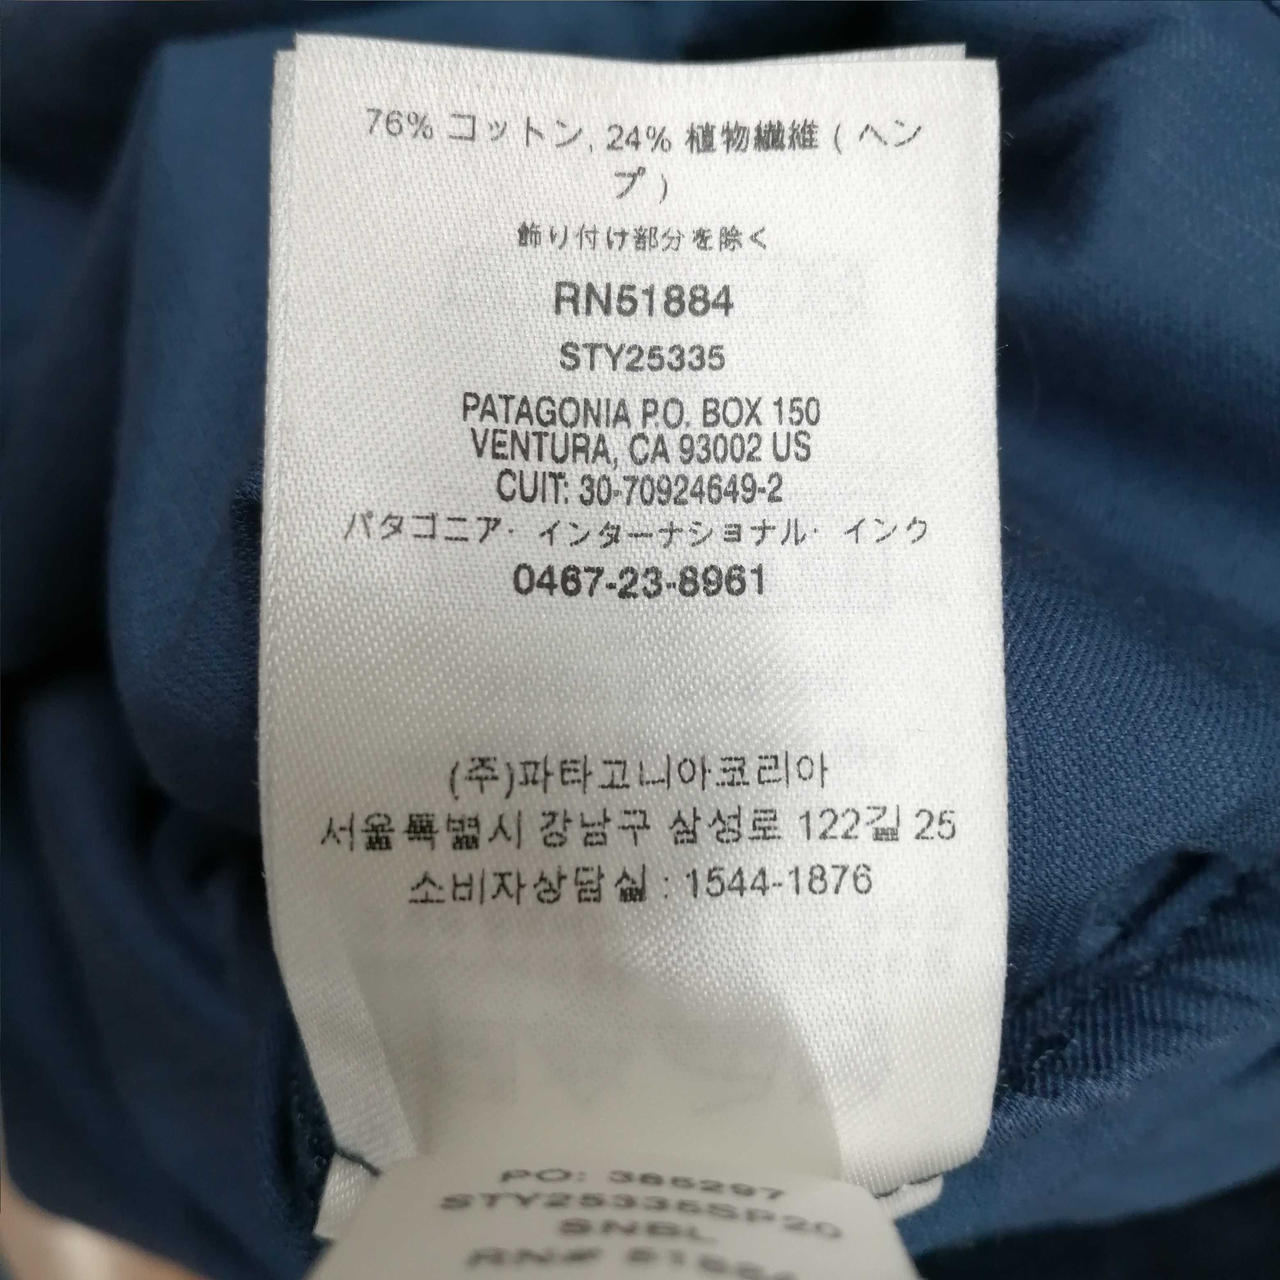 76% コットン, 24% 植物繊維 ( ヘン
プ )
飾り付け部分を除く
RN51884
STY25335
PATAGONIA P.O. BOX 150
VENTURA, CA 93002 US
CUIT: 30-70924649-2
パタゴニア・インターナショナル・インク
0467-23-8961
(주)파타고니아코리아
서울특별시 강남구 삼성로 122길 25
소비자상담실 : 1544-1876
PO: 385297
STY25335SP20
SNBL
RN# 51884